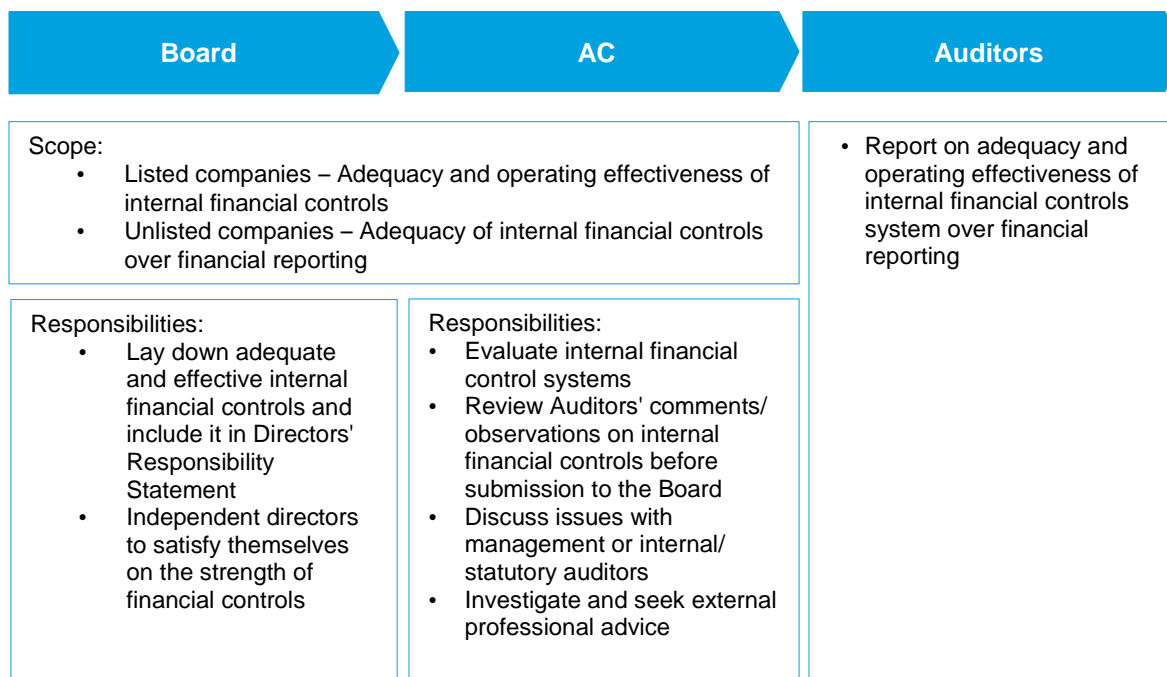 Board
AC
Auditors
Scope:
• Listed companies – Adequacy and operating effectiveness of
internal financial controls
• Unlisted companies – Adequacy of internal financial controls
over financial reporting
• Report on adequacy and
operating effectiveness of
internal financial controls
system over financial
reporting
Responsibilities:
• Lay down adequate
and effective internal
financial controls and
include it in Directors'
Responsibility
Statement
• Independent directors
to satisfy themselves
on the strength of
financial controls
Responsibilities:
• Evaluate internal financial
control systems
• Review Auditors' comments/
observations on internal
financial controls before
submission to the Board
• Discuss issues with
management or internal/
statutory auditors
• Investigate and seek external
professional advice